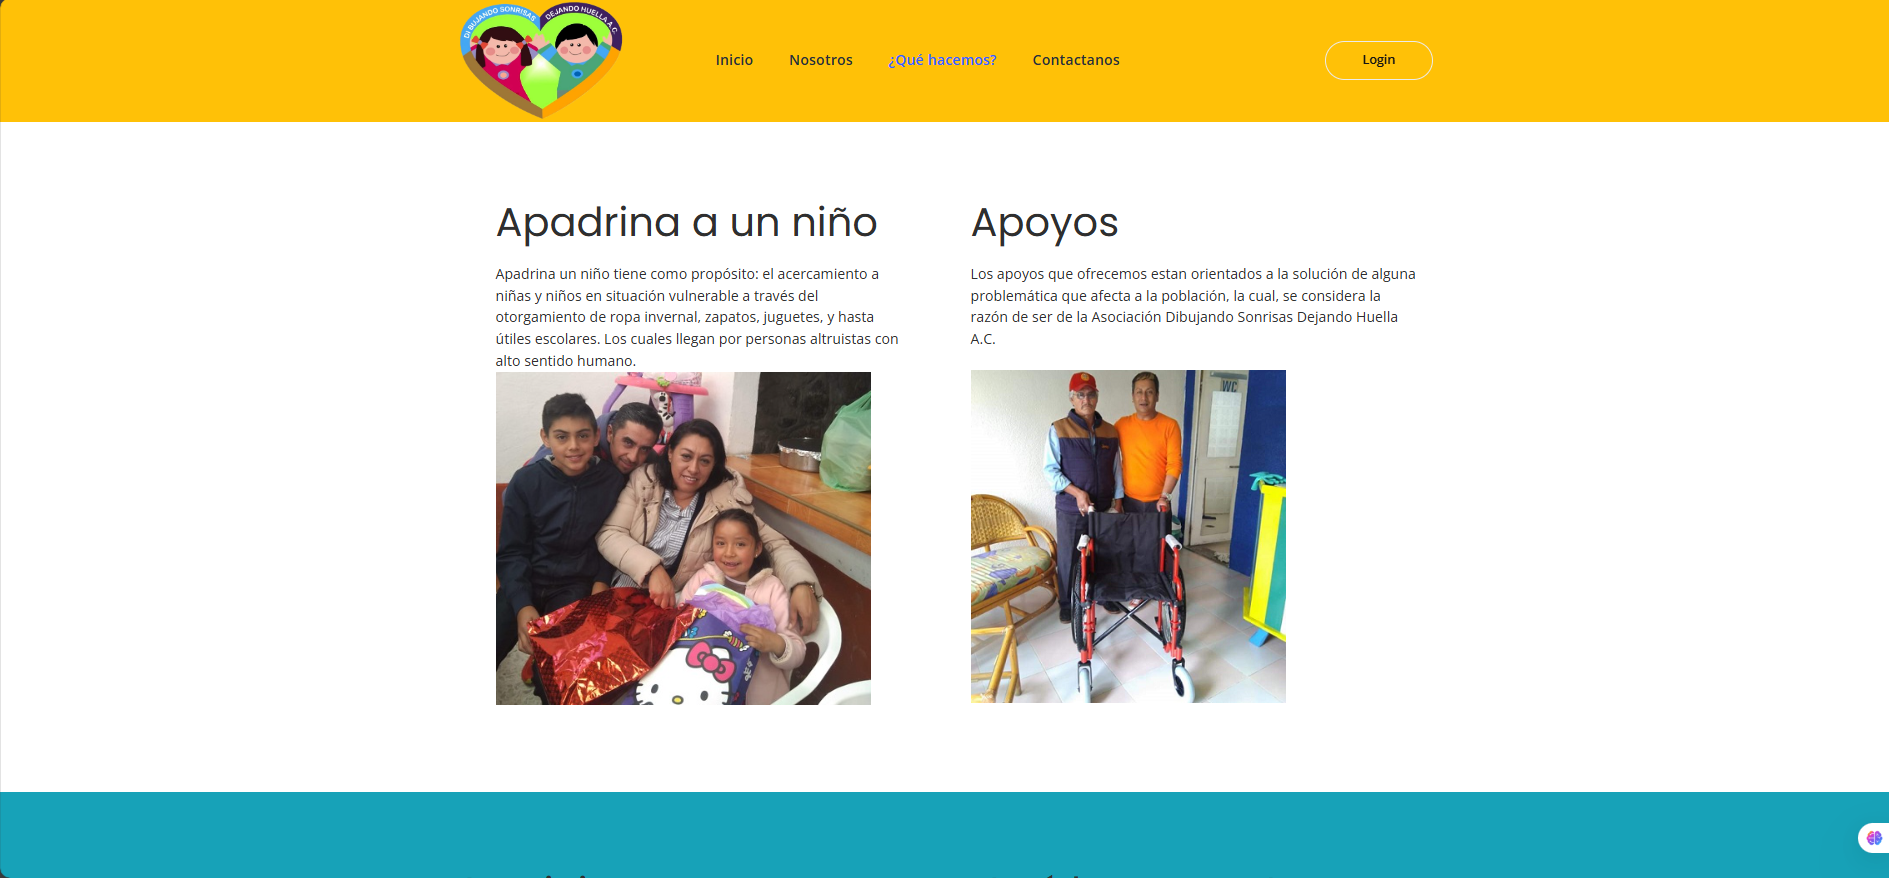 DIBUJANDO SONRISAS
DEJANDO HUELLA A.C.
Inicio
Nosotros
¿Qué hacemos?
Contactanos
Login
Apadrina a un niño
Apadrina un niño tiene como propósito: el acercamiento a
niñas y niños en situación vulnerable a través del
otorgamiento de ropa invernal, zapatos, juguetes, y hasta
útiles escolares. Los cuales llegan por personas altruistas con
alto sentido humano.
Apoyos
Los apoyos que ofrecemos estan orientados a la solución de alguna
problemática que afecta a la población, la cual, se considera la
razón de ser de la Asociación Dibujando Sonrisas Dejando Huella
A.C.
WC